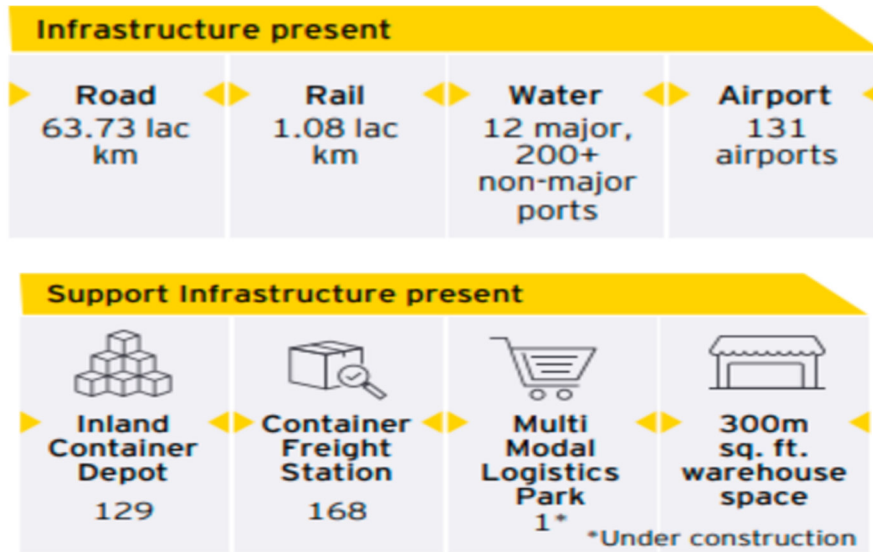 Infrastructure present
Road
63.73 lac
km
Rail
1.08 lac
km
Water
12 major,
200+
non-major
ports
Airport
131
airports
Support Infrastructure present
Inland
Container
Depot
129
Container
Freight
Station
168
Multi
Modal
Logistics
Park
1*
300m
sq. ft.
warehouse
space
*Under construction